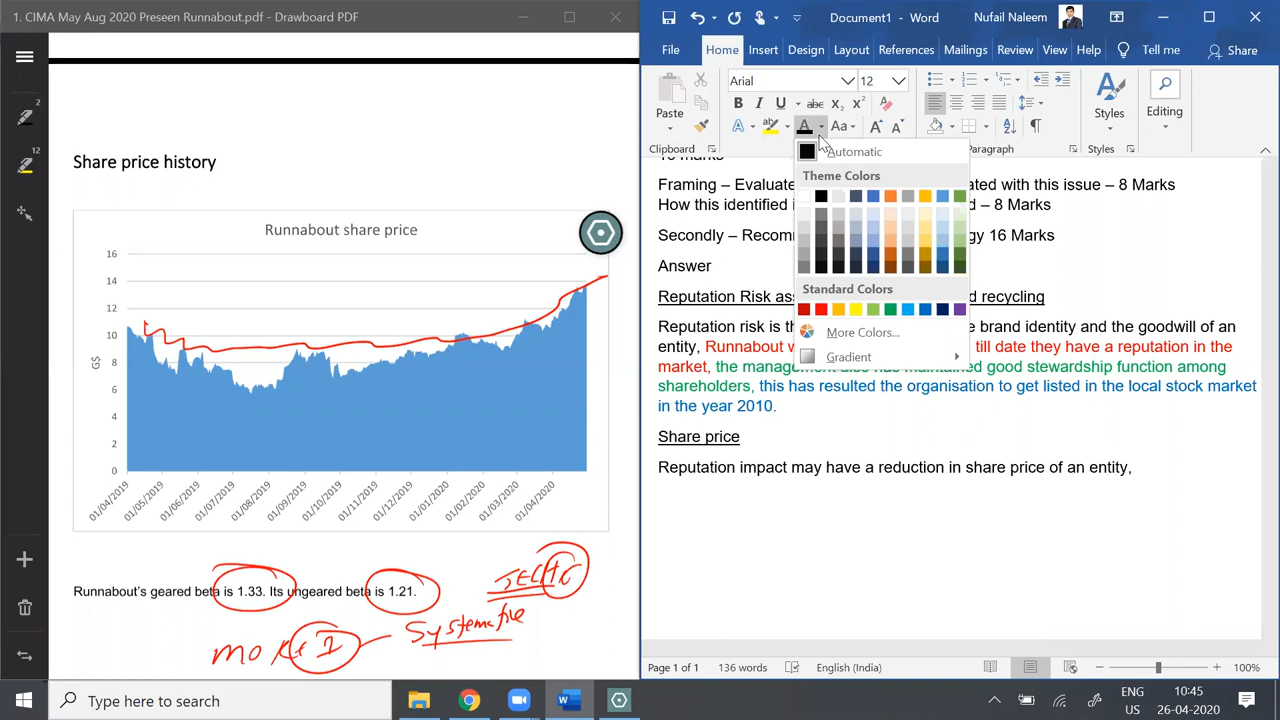 1. CIMA May Aug 2020 Preseen Runnabout.pdf - Drawboard PDF
2
12
Share price history
Runnabout share price
16
14
12
10
8
6
4
2
0
G$
01/04/2019
01/05/2019
01/06/2019
01/07/2019
01/08/2019
01/09/2019
01/10/2019
01/11/2019
01/12/2019
01/01/2020
01/02/2020
01/03/2020
01/04/2020
Runnabout's geared beta is 1.33. Its ungeared beta is 1.21.
Systematic
Document1 - Word
Nufail Naleem
File Home Insert Design Layout References Mailings Review View Help Tell me Share
Paste
Clipboard
Arial 12
B I U abc X2 X2
A A Aa A A
Paragraph
Styles
Styles
Editing
Automatic
Theme Colors
Standard Colors
More Colors...
Gradient
Framing – Evaluate ated with this issue – 8 Marks
How this identified i d – 8 Marks
Secondly – Recom gy 16 Marks
Answer
Reputation Risk ass d recycling
Reputation risk is th e brand identity and the goodwill of an
entity, Runnabout w till date they have a reputation in the
market, the management also has maintained good stewardship function among
shareholders, this has resulted the organisation to get listed in the local stock market
in the year 2010.
Share price
Reputation impact may have a reduction in share price of an entity,
Page 1 of 1 136 words English (India) 100%
Type here to search
ENG
US
10:45
26-04-2020